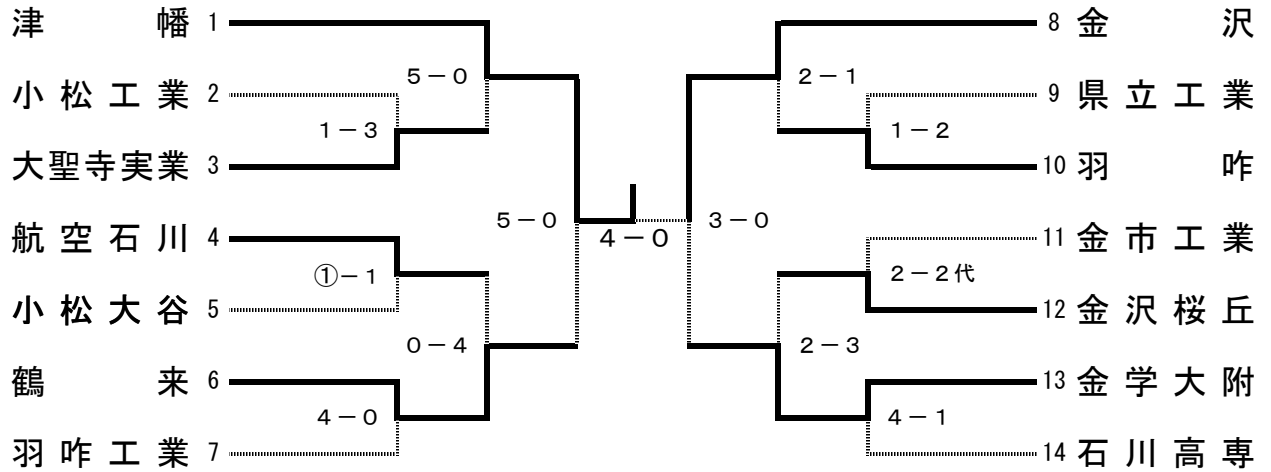 津幡 1
8 金沢
5－0
2－1
小松工業 2
9 県立工業
1－3
1－2
大聖寺実業 3
10 羽咋
5－0
4－0
3－0
航空石川 4
11 金市工業
①－1
2－2代
小松大谷 5
12 金沢桜丘
0－4
2－3
鶴来 6
13 金学大附
4－0
4－1
羽咋工業 7
14 石川高専